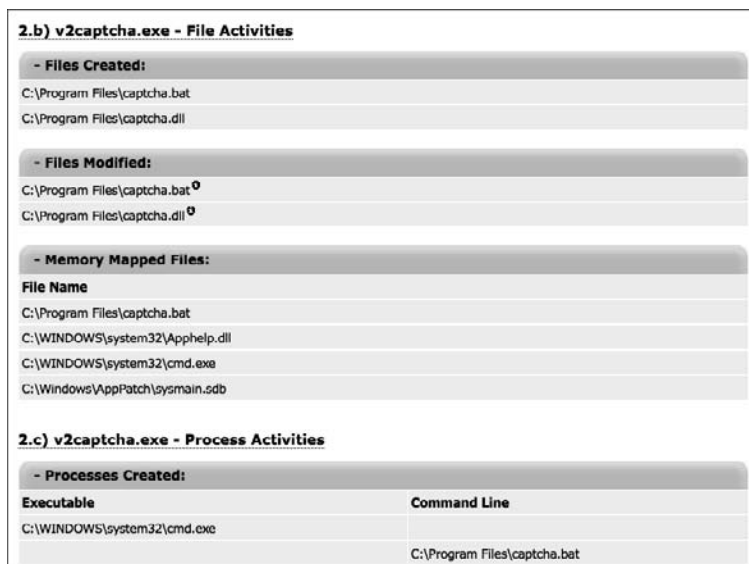 2.b) v2captcha.exe - File Activities
- Files Created:
C:\Program Files\captcha.bat
C:\Program Files\captcha.dll
- Files Modified:
C:\Program Files\captcha.bat
C:\Program Files\captcha.dll
- Memory Mapped Files:
File Name
C:\Program Files\captcha.bat
C:\WINDOWS\system32\Apphelp.dll
C:\WINDOWS\system32\cmd.exe
C:\Windows\AppPatch\sysmain.sdb
2.c) v2captcha.exe - Process Activities
- Processes Created:
Executable Command Line
C:\WINDOWS\system32\cmd.exe
C:\Program Files\captcha.bat